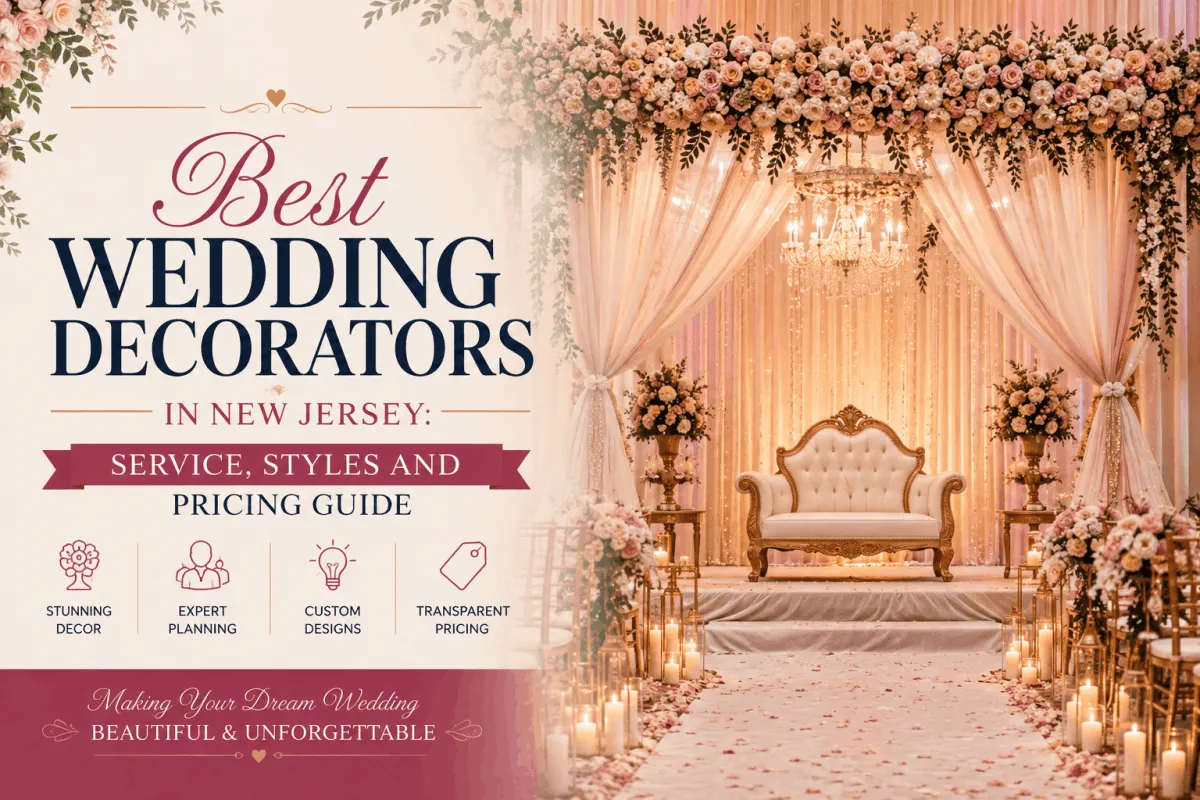 Best
WEDDING
DECORATORS
IN NEW JERSEY:
SERVICE, STYLES AND
PRICING GUIDE
STUNNING
DECOR
EXPERT
PLANNING
CUSTOM
DESIGNS
TRANSPARENT
PRICING
Making Your Dream Wedding
BEAUTIFUL & UNFORGETTABLE